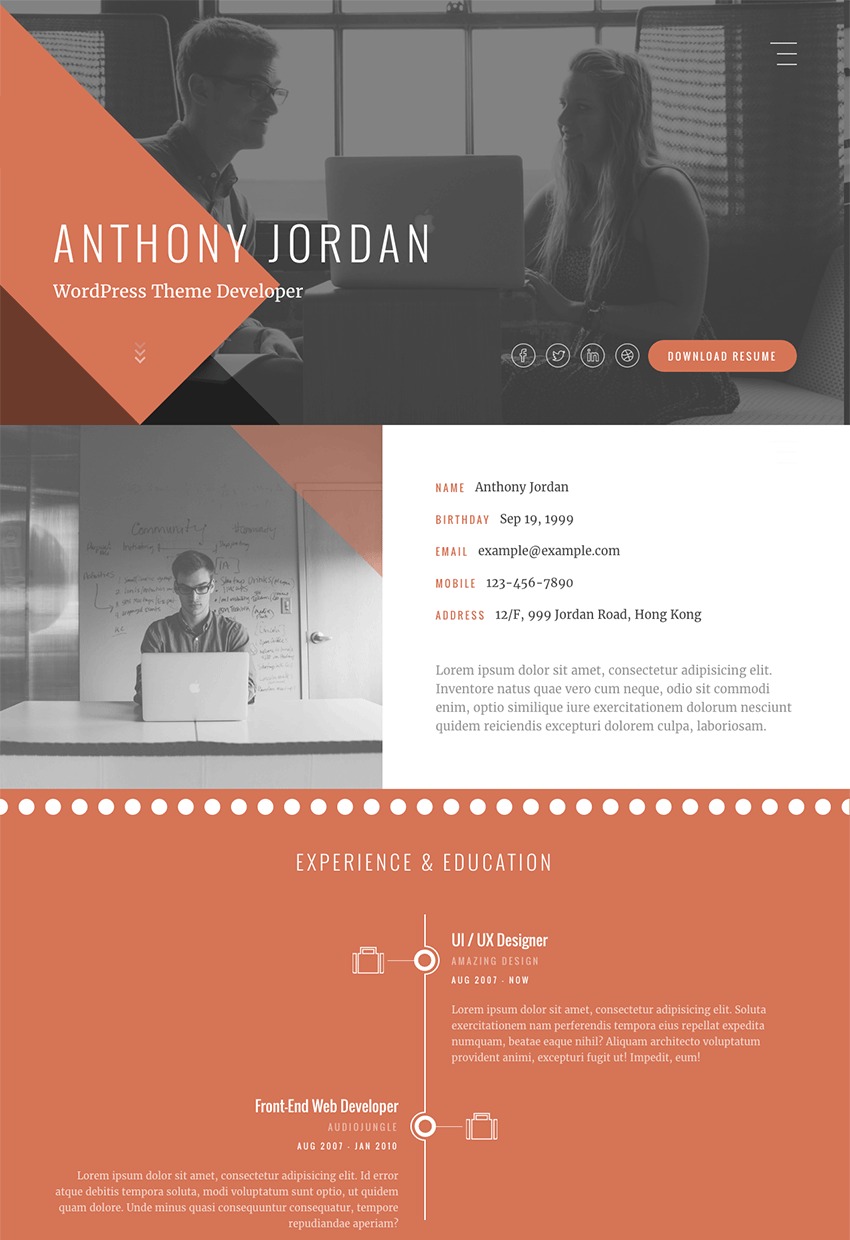 ANTHONY JORDAN
WordPress Theme Developer
DOWNLOAD RESUME
Community
NAME Anthony Jordan
BIRTHDAY Sep 19, 1999
EMAIL example@example.com
MOBILE 123-456-7890
ADDRESS 12/F, 999 Jordan Road, Hong Kong
Lorem ipsum dolor sit amet, consectetur adipisicing elit.
Inventore natus quae vero cum neque, odio sit commodi
enim, optio similique iure exercitationem dolorum nesciunt
quidem reiciendis excepturi dolorem culpa, laboriosam.
EXPERIENCE & EDUCATION
UI / UX Designer
AMAZING DESIGN
AUG 2007 - NOW
Lorem ipsum dolor sit amet, consectetur adipisicing elit. Soluta
exercitationem nam perferendis tempora eius repellat expedita
numquam, beatae eaque nihil? Aliquam architecto voluptatum
provident animi, excepturi fugit ut! Impedit, eum!
Front-End Web Developer
AUDIOJUNGLE
AUG 2007 - JAN 2010
Lorem ipsum dolor sit amet, consectetur adipisicing elit. Id error
atque debitis tempora soluta, modi voluptatum sunt optio, ut quidem
quam dolore. Unde minus quasi consequuntur consequatur, tempore
repudiandae aperiam?